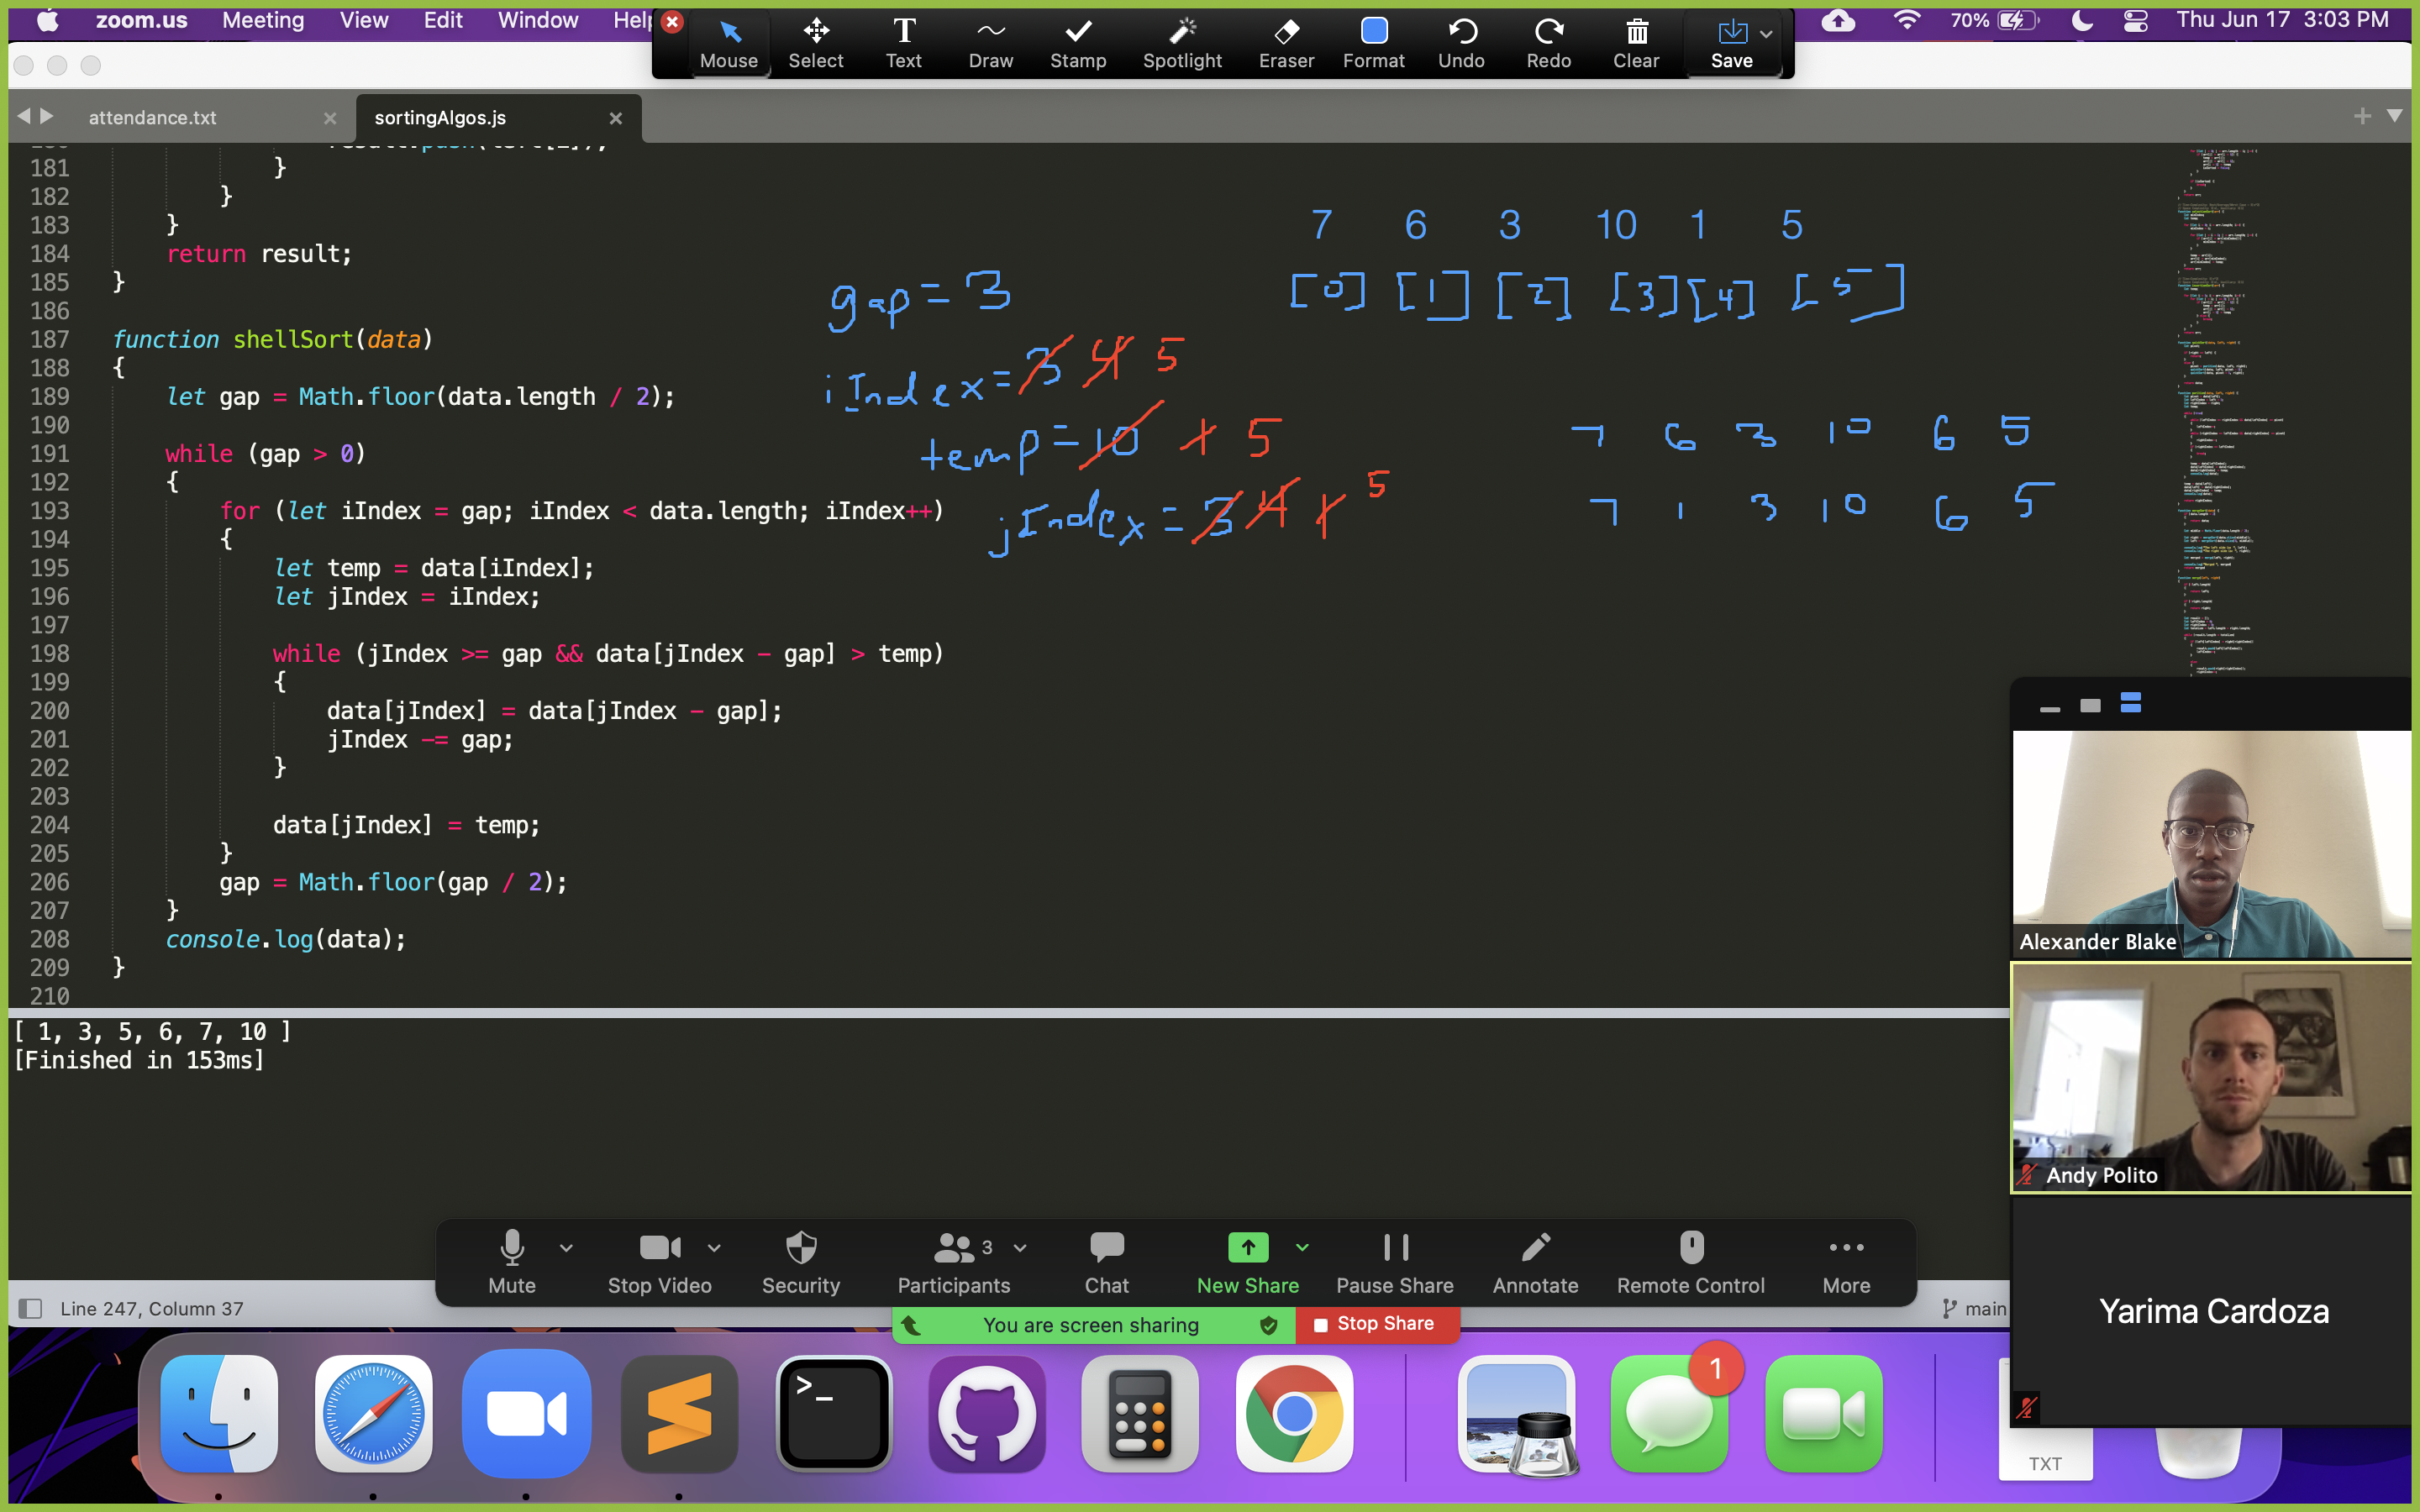 zoom.us Meeting View Edit Window Help
70% Thu Jun 17 3:03 PM
Mouse Select Text Draw Stamp Spotlight Eraser Format Undo Redo Clear Save
attendance.txt sortingAlgos.js
181 }
182 }
183 }
184 return result;
185 }
186
187 function shellSort(data)
188 {
189 let gap = Math.floor(data.length / 2);
190
191 while (gap > 0)
192 {
193 for (let iIndex = gap; iIndex < data.length; iIndex++)
194 {
195 let temp = data[iIndex];
196 let jIndex = iIndex;
197
198 while (jIndex >= gap && data[jIndex - gap] > temp)
199 {
200 data[jIndex] = data[jIndex - gap];
201 jIndex -= gap;
202 }
203
204 data[jIndex] = temp;
205 }
206 gap = Math.floor(gap / 2);
207 }
208 console.log(data);
209 }
210
7 6 3 10 1 5
[0] [1] [2] [3] [4] [5]
gap = 3
iIndex = 3 4 5
temp = 10 1 5
jIndex = 3 4 1 5
7 6 3 10 6 5
7 1 3 10 6 5
[ 1, 3, 5, 6, 7, 10 ]
[Finished in 153ms]
Alexander Blake
Andy Polito
Yarima Cardoza
Mute Stop Video Security Participants 3 Chat New Share Pause Share Annotate Remote Control More
You are screen sharing Stop Share
Line 247, Column 37
main
1
TXT